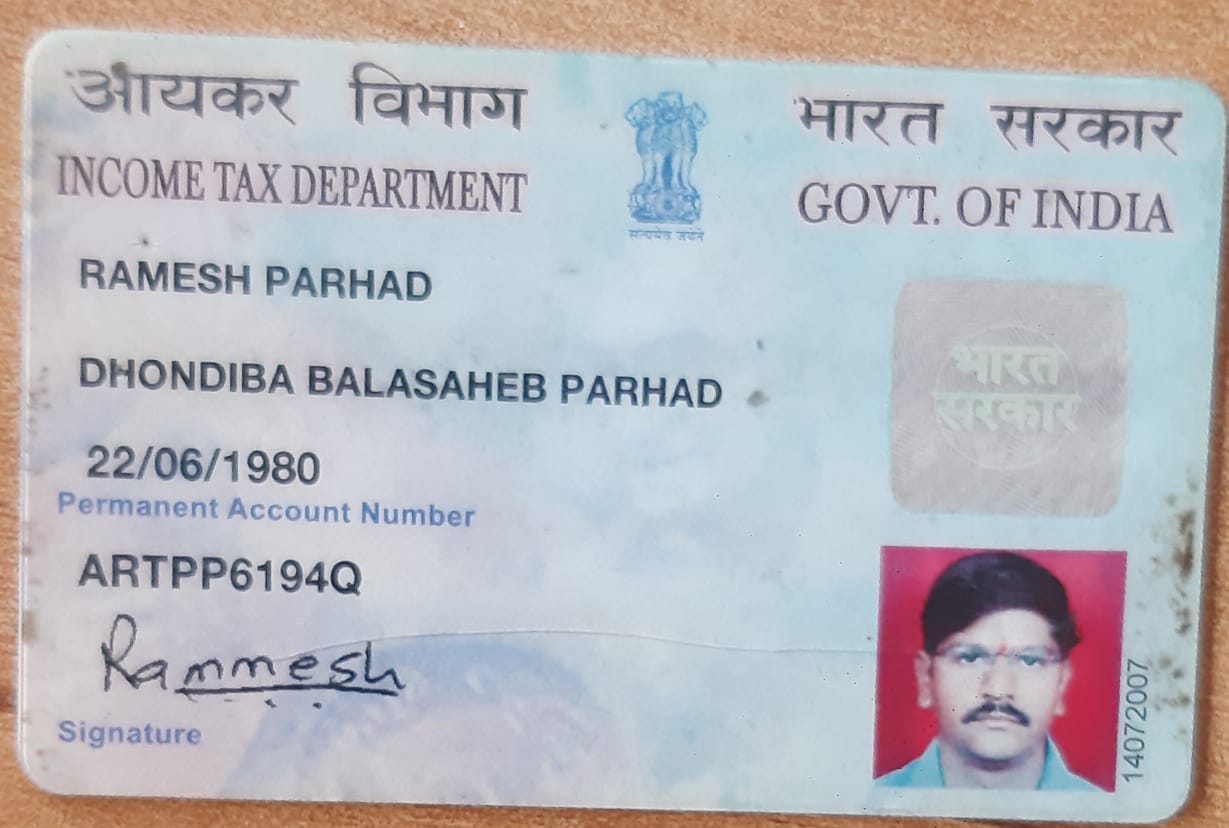 आयकर विभाग
INCOME TAX DEPARTMENT
सत्यमेव जयते
भारत सरकार
GOVT. OF INDIA
RAMESH PARHAD
DHONDIBA BALASAHEB PARHAD
22/06/1980
Permanent Account Number
ARTPP6194Q
Rammesh
Signature
भारत
सरकार
14072007